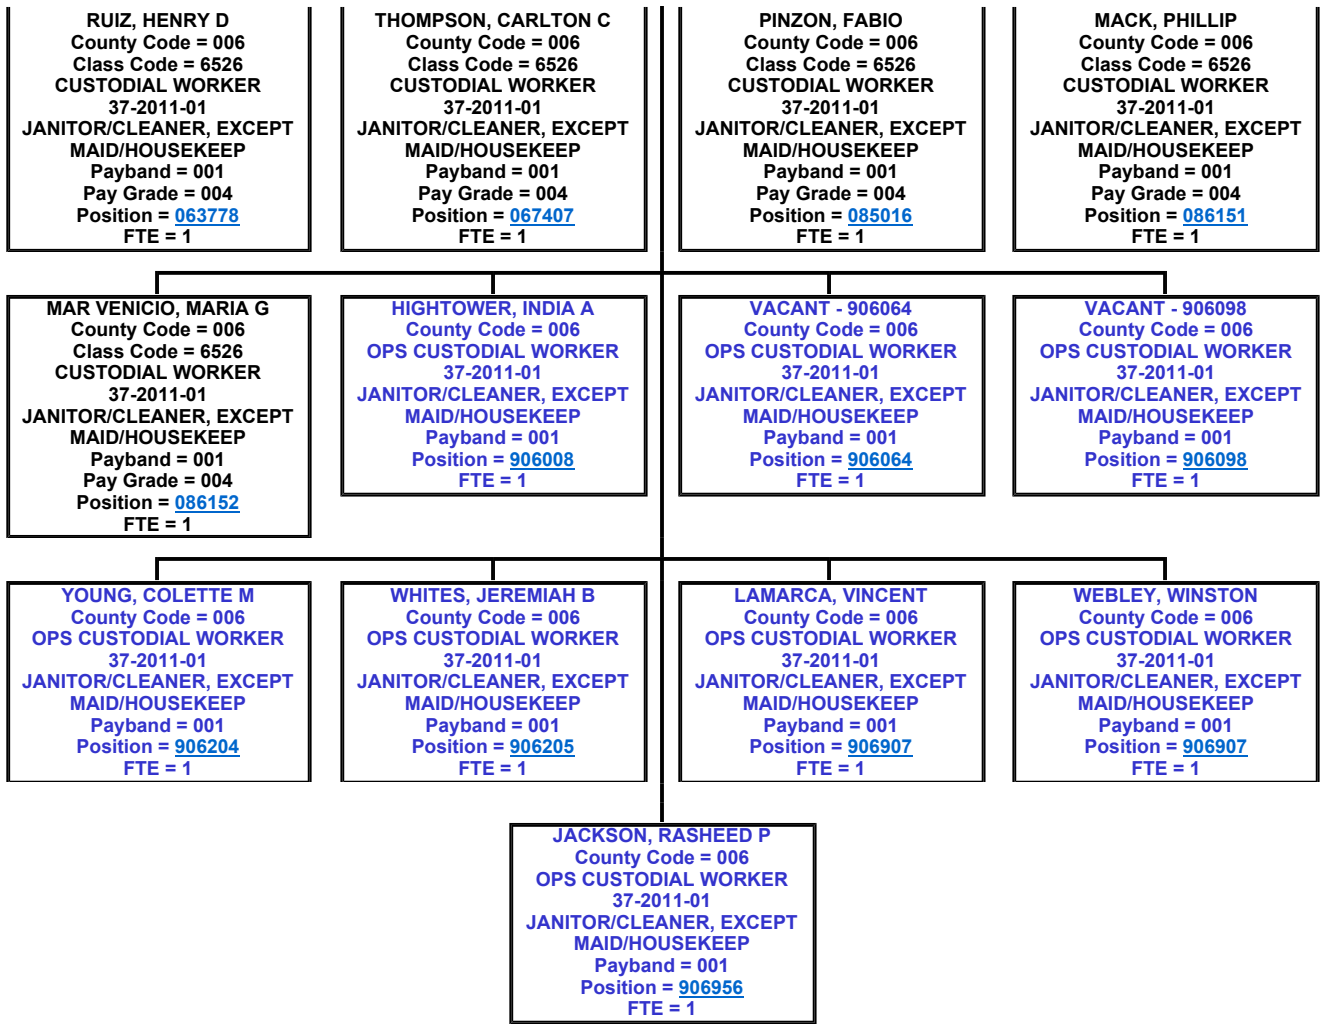 RUIZ, HENRY D
County Code = 006
Class Code = 6526
CUSTODIAL WORKER
37-2011-01
JANITOR/CLEANER, EXCEPT
MAID/HOUSEKEEP
Payband = 001
Pay Grade = 004
Position = 063778
FTE = 1
THOMPSON, CARLTON C
County Code = 006
Class Code = 6526
CUSTODIAL WORKER
37-2011-01
JANITOR/CLEANER, EXCEPT
MAID/HOUSEKEEP
Payband = 001
Pay Grade = 004
Position = 067407
FTE = 1
PINZON, FABIO
County Code = 006
Class Code = 6526
CUSTODIAL WORKER
37-2011-01
JANITOR/CLEANER, EXCEPT
MAID/HOUSEKEEP
Payband = 001
Pay Grade = 004
Position = 085016
FTE = 1
MACK, PHILLIP
County Code = 006
Class Code = 6526
CUSTODIAL WORKER
37-2011-01
JANITOR/CLEANER, EXCEPT
MAID/HOUSEKEEP
Payband = 001
Pay Grade = 004
Position = 086151
FTE = 1
MAR VENICIO, MARIA G
County Code = 006
Class Code = 6526
CUSTODIAL WORKER
37-2011-01
JANITOR/CLEANER, EXCEPT
MAID/HOUSEKEEP
Payband = 001
Pay Grade = 004
Position = 086152
FTE = 1
HIGHTOWER, INDIA A
County Code = 006
OPS CUSTODIAL WORKER
37-2011-01
JANITOR/CLEANER, EXCEPT
MAID/HOUSEKEEP
Payband = 001
Position = 906008
FTE = 1
VACANT - 906064
County Code = 006
OPS CUSTODIAL WORKER
37-2011-01
JANITOR/CLEANER, EXCEPT
MAID/HOUSEKEEP
Payband = 001
Position = 906064
FTE = 1
VACANT - 906098
County Code = 006
OPS CUSTODIAL WORKER
37-2011-01
JANITOR/CLEANER, EXCEPT
MAID/HOUSEKEEP
Payband = 001
Position = 906098
FTE = 1
YOUNG, COLETTE M
County Code = 006
OPS CUSTODIAL WORKER
37-2011-01
JANITOR/CLEANER, EXCEPT
MAID/HOUSEKEEP
Payband = 001
Position = 906204
FTE = 1
WHITES, JEREMIAH B
County Code = 006
OPS CUSTODIAL WORKER
37-2011-01
JANITOR/CLEANER, EXCEPT
MAID/HOUSEKEEP
Payband = 001
Position = 906205
FTE = 1
LAMARCA, VINCENT
County Code = 006
OPS CUSTODIAL WORKER
37-2011-01
JANITOR/CLEANER, EXCEPT
MAID/HOUSEKEEP
Payband = 001
Position = 906907
FTE = 1
WEBLEY, WINSTON
County Code = 006
OPS CUSTODIAL WORKER
37-2011-01
JANITOR/CLEANER, EXCEPT
MAID/HOUSEKEEP
Payband = 001
Position = 906907
FTE = 1
JACKSON, RASHEED P
County Code = 006
OPS CUSTODIAL WORKER
37-2011-01
JANITOR/CLEANER, EXCEPT
MAID/HOUSEKEEP
Payband = 001
Position = 906956
FTE = 1